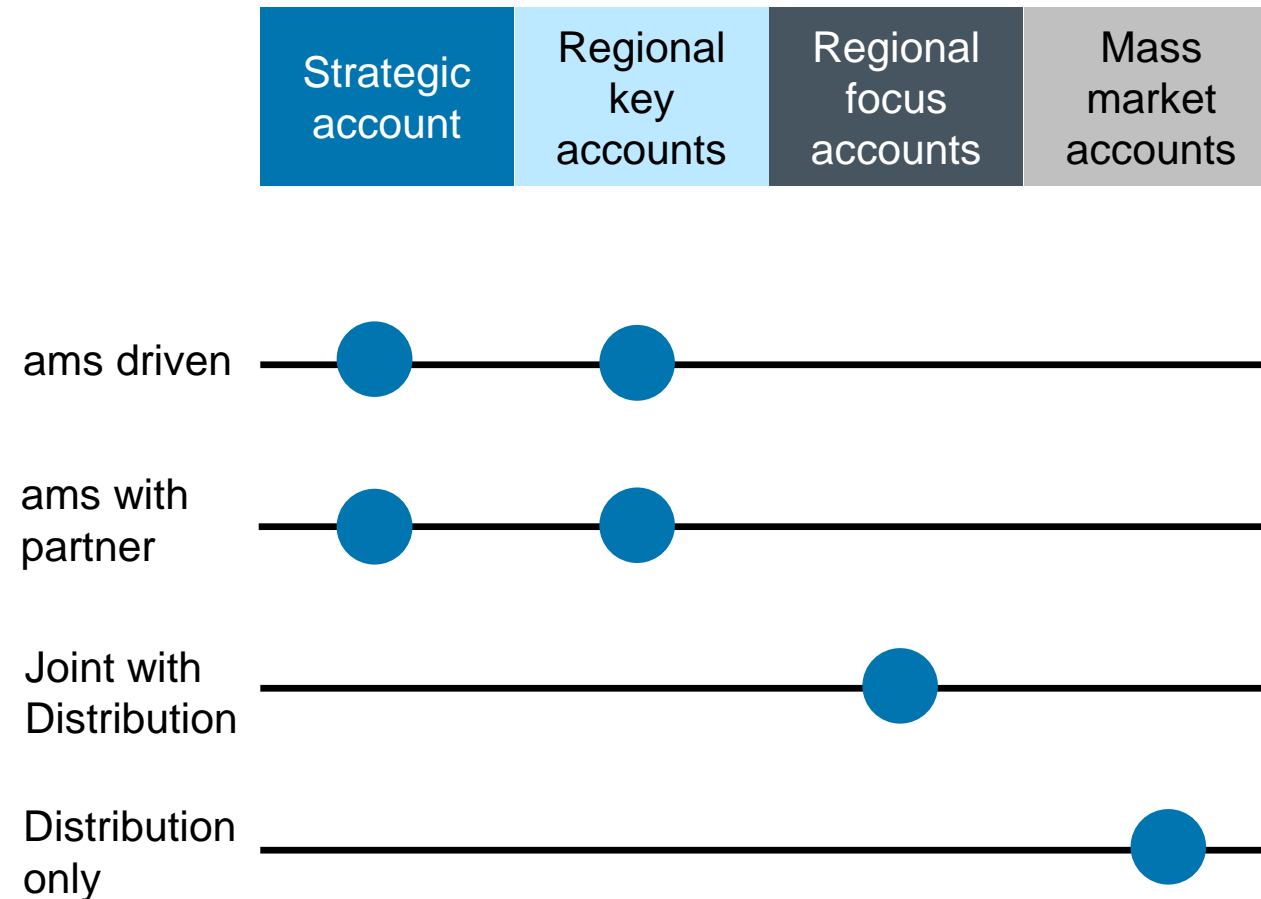 Strategic
account
Regional
key
accounts
Regional
focus
accounts
Mass
market
accounts
ams driven
ams with
partner
Joint with
Distribution
Distribution
only